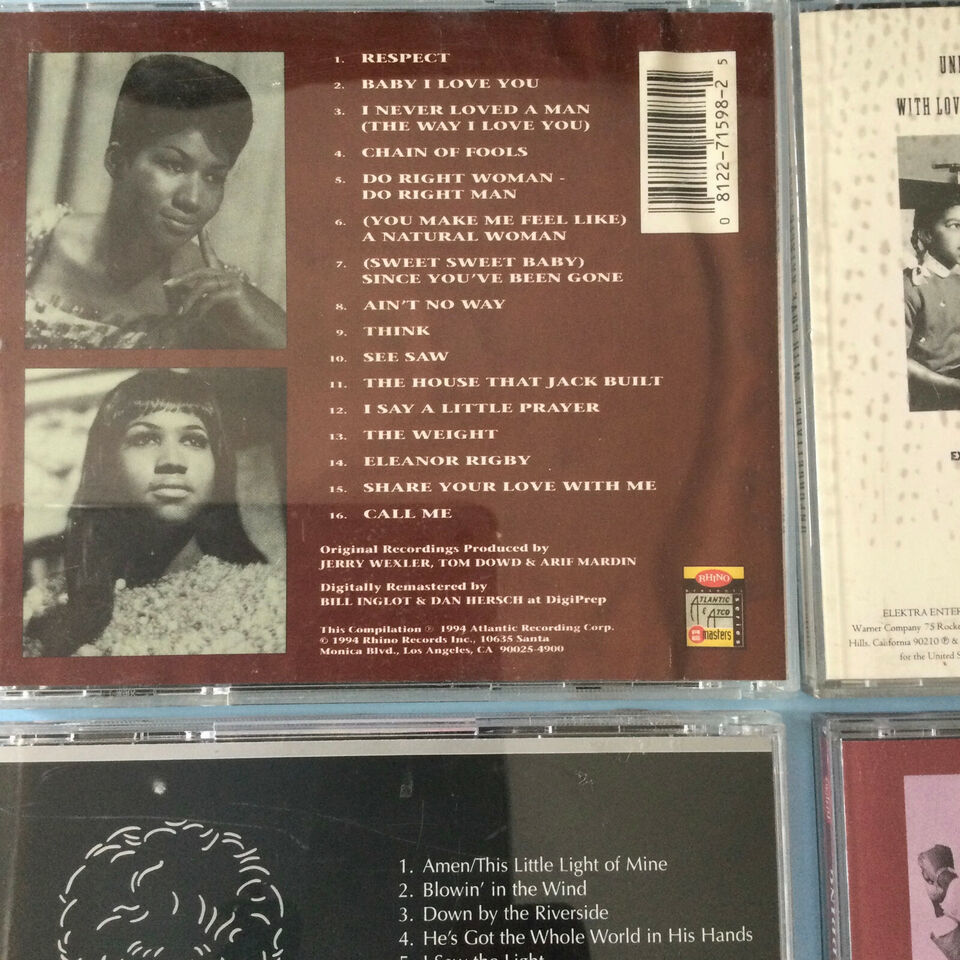 1. RESPECT
2. BABY I LOVE YOU
3. I NEVER LOVED A MAN
(THE WAY I LOVE YOU)
4. CHAIN OF FOOLS
5. DO RIGHT WOMAN -
DO RIGHT MAN
6. (YOU MAKE ME FEEL LIKE)
A NATURAL WOMAN
7. (SWEET SWEET BABY)
SINCE YOU'VE BEEN GONE
8. AIN'T NO WAY
9. THINK
10. SEE SAW
11. THE HOUSE THAT JACK BUILT
12. I SAY A LITTLE PRAYER
13. THE WEIGHT
14. ELEANOR RIGBY
15. SHARE YOUR LOVE WITH ME
16. CALL ME
Original Recordings Produced by
JERRY WEXLER, TOM DOWD & ARIF MARDIN
Digitally Remastered by
BILL INGLOT & DAN HERSCH at DigiPrep
This Compilation ℗ 1994 Atlantic Recording Corp.
© 1994 Rhino Records Inc., 10635 Santa
Monica Blvd., Los Angeles, CA 90025-4900
0 8122-71598-2 5
RHINO
presents
ATLANTIC
& ATCO
masters
series
WITH LOV
ELEKTRA ENTER
Warner Company 75 Rocke
Hills, California 90210 ℗ &
for the United S
1. Amen/This Little Light of Mine
2. Blowin' in the Wind
3. Down by the Riverside
4. He's Got the Whole World in His Hands
5. I Saw the Light